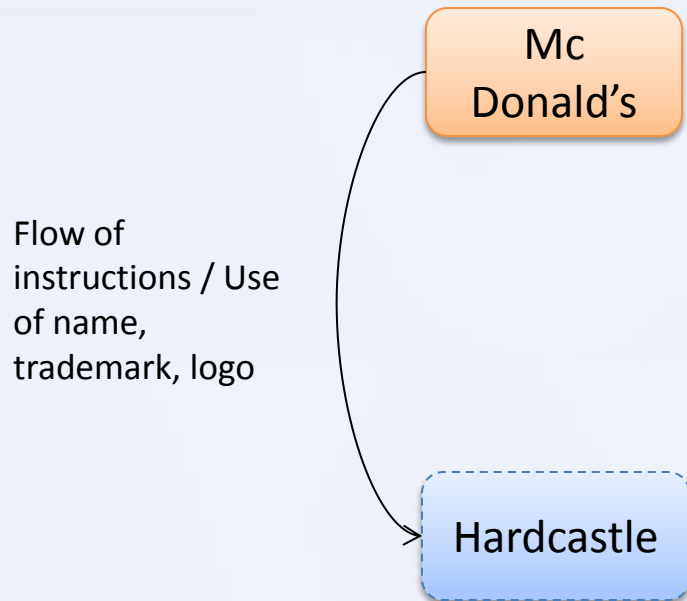 Mc
Donald’s
Flow of
instructions / Use
of name,
trademark, logo
Hardcastle